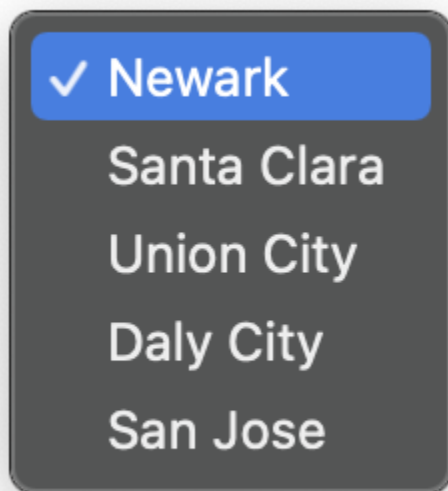 Newark
Santa Clara
Union City
Daly City
San Jose